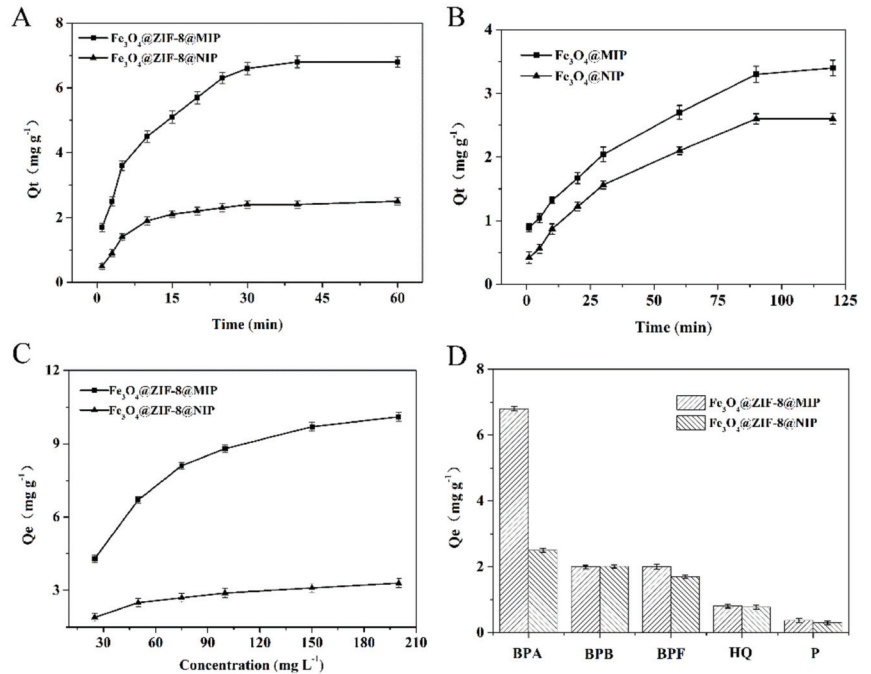 A
Fe₃O₄@ZIF-8@MIP
Fe₃O₄@ZIF-8@NIP
Qt (mg g⁻¹)
8
6
4
2
0
0 15 30 45 60
Time (min)
B
Fe₃O₄@MIP
Fe₃O₄@NIP
Qt (mg g⁻¹)
4
3
2
1
0
0 25 50 75 100 125
Time (min)
C
Fe₃O₄@ZIF-8@MIP
Fe₃O₄@ZIF-8@NIP
Qe (mg g⁻¹)
12
9
6
3
30 60 90 120 150 180 210
Concentration (mg L⁻¹)
D
Fe₃O₄@ZIF-8@MIP
Fe₃O₄@ZIF-8@NIP
Qe (mg g⁻¹)
8
6
4
2
0
BPA BPB BPF HQ P